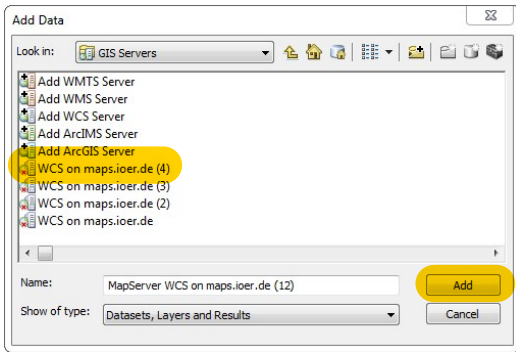 Add Data
Look in: GIS Servers
Add WMTS Server
Add WMS Server
Add WCS Server
Add ArcIMS Server
Add ArcGIS Server
WCS on maps.ioer.de (4)
WCS on maps.ioer.de (3)
WCS on maps.ioer.de (2)
WCS on maps.ioer.de
Name: MapServer WCS on maps.ioer.de (12) Add
Show of type: Datasets, Layers and Results Cancel